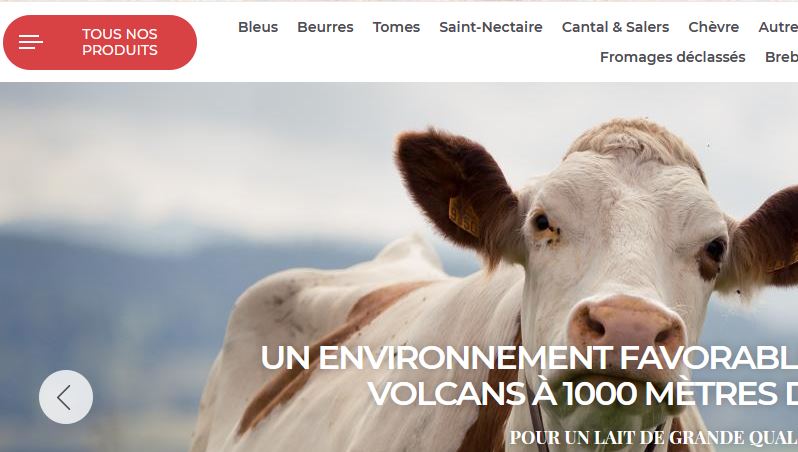 TOUS NOS
PRODUITS
Bleus Beurres Tomes Saint-Nectaire Cantal & Salers Chèvre Autre
Fromages déclassés Breb
UN ENVIRONNEMENT FAVORABL
VOLCANS À 1000 MÈTRES D
POUR UN LAIT DE GRANDE QUAL